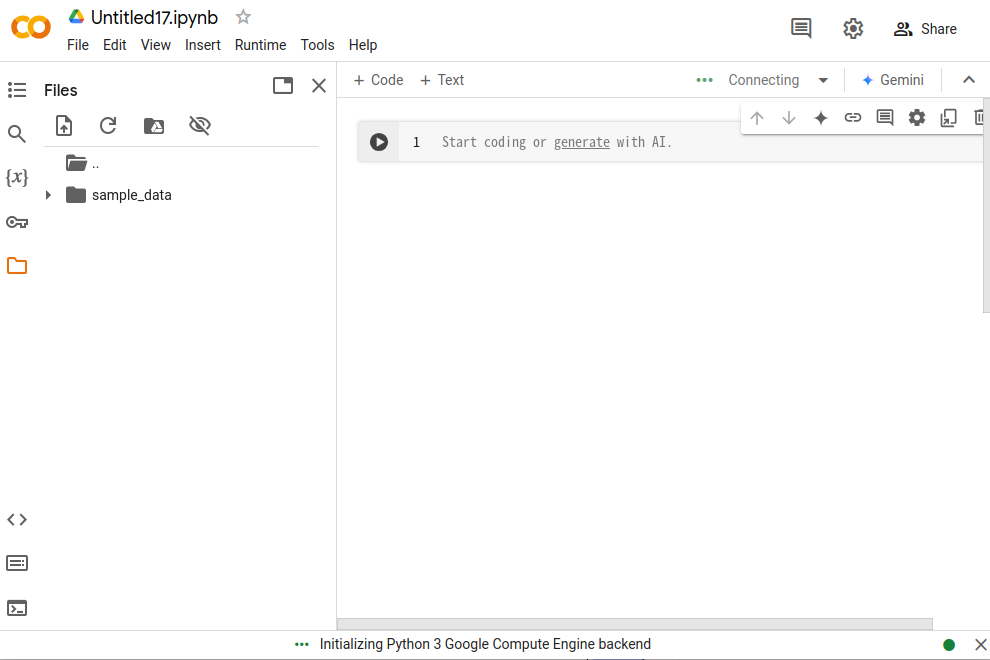 Untitled17.ipynb
File Edit View Insert Runtime Tools Help
Share
Files
+ Code + Text
Connecting
Gemini
..
sample_data
1 Start coding or generate with AI.
{x}
Initializing Python 3 Google Compute Engine backend